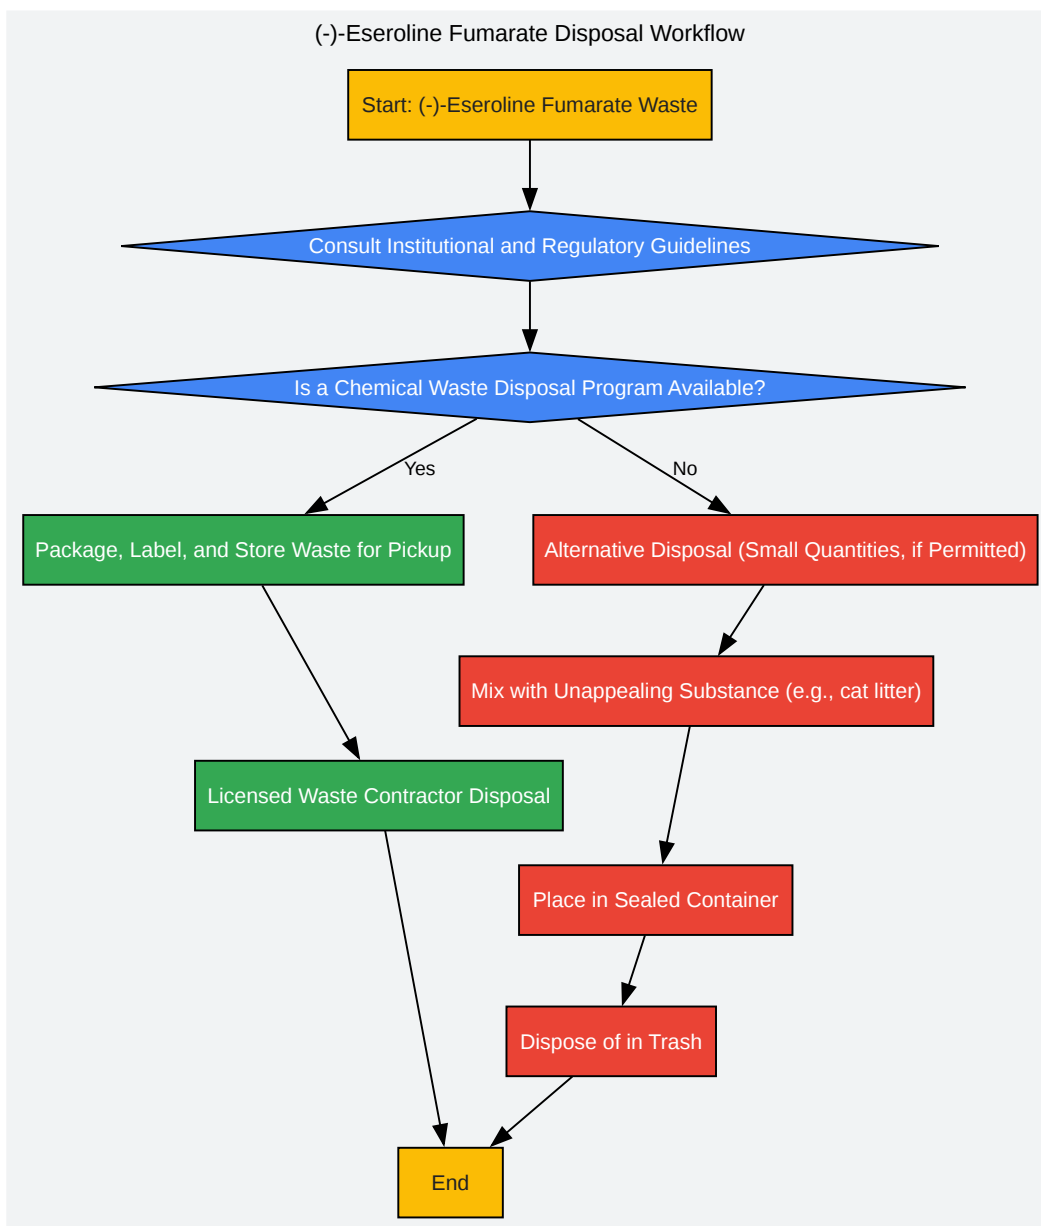 (-)-Eseroline Fumarate Disposal Workflow
Start: (-)-Eseroline Fumarate Waste
Consult Institutional and Regulatory Guidelines
Is a Chemical Waste Disposal Program Available?
Yes
No
Package, Label, and Store Waste for Pickup
Alternative Disposal (Small Quantities, if Permitted)
Mix with Unappealing Substance (e.g., cat litter)
Licensed Waste Contractor Disposal
Place in Sealed Container
Dispose of in Trash
End